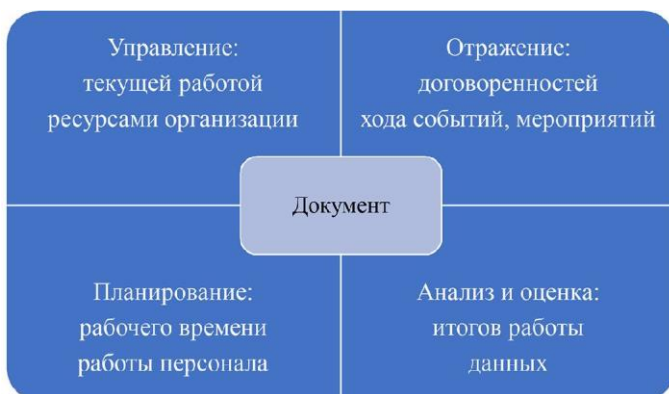 Управление:
текущей работой
ресурсами организации
Отражение:
договоренностей
хода событий, мероприятий
Документ
Планирование:
рабочего времени
работы персонала
Анализ и оценка:
итогов работы
данных